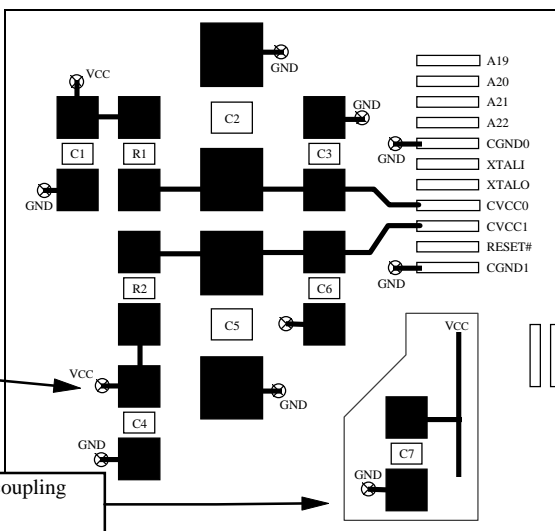 A19
VCC
GND
A20
A21
GND
A22
C2
CGND0
C1
R1
C3
GND
XTALI
XTALO
GND
CVCC0
CVCC1
RESET#
CGND1
R2
C6
GND
C5
VCC
VCC
GND
C4
GND
C7
GND
oupling